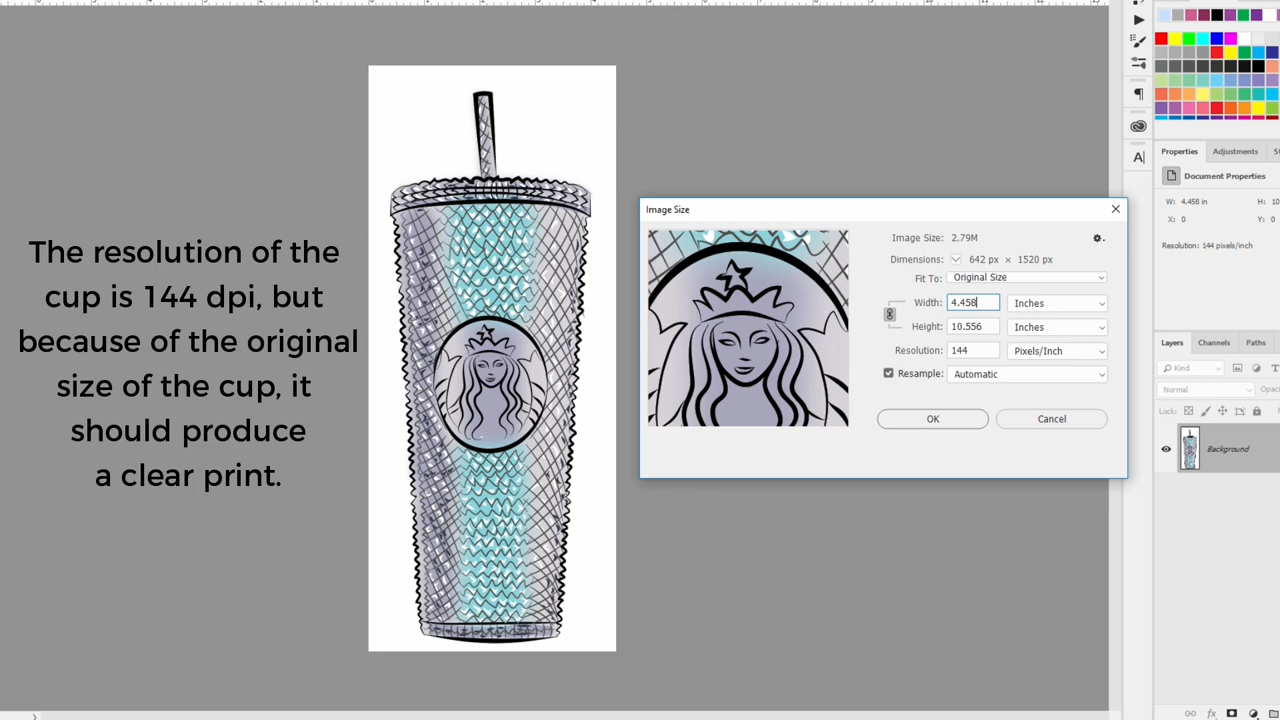 The resolution of the
cup is 144 dpi, but
because of the original
size of the cup, it
should produce
a clear print.
Image Size
Image Size: 2.79M
Dimensions: 642 px × 1520 px
Fit To: Original Size
Width: 4.458 Inches
Height: 10.556 Inches
Resolution: 144 Pixels/Inch
Resample: Automatic
OK Cancel
Properties Adjustments
Document Properties
W: 4.458 in H: 10
X: 0 Y: 0
Resolution: 144 pixels/inch
Layers Channels Paths
Kind
Normal Opac
Lock:
Background
fx